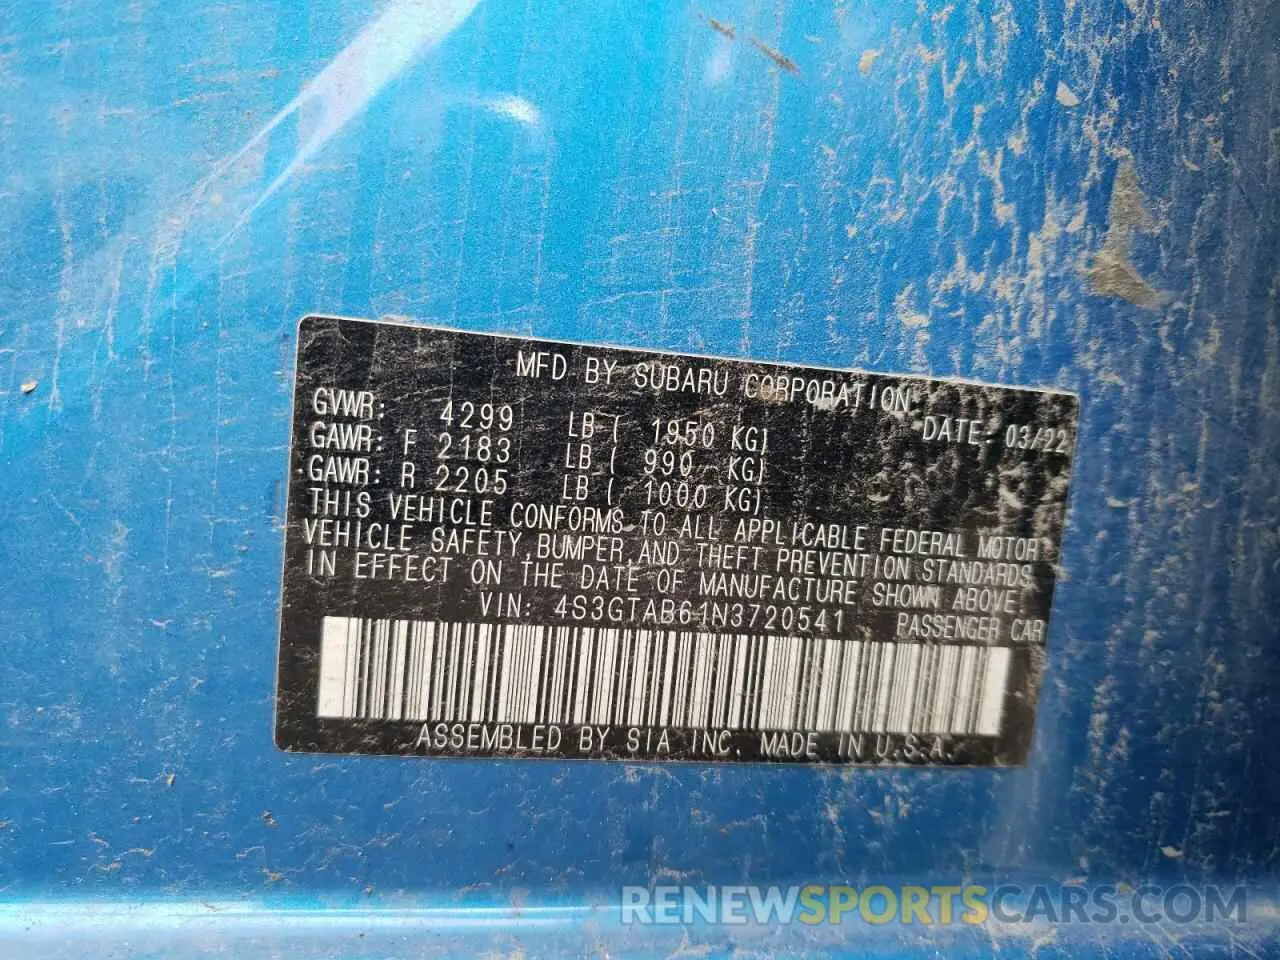 MFD BY SUBARU CORPORATION
DATE: 03/22
GVWR: 4299 LB ( 1950 KG)
GAWR: F 2183 LB ( 990 KG)
GAWR: R 2205 LB ( 1000 KG)
THIS VEHICLE CONFORMS TO ALL APPLICABLE FEDERAL MOTOR
VEHICLE SAFETY, BUMPER, AND THEFT PREVENTION STANDARDS
IN EFFECT ON THE DATE OF MANUFACTURE SHOWN ABOVE.
VIN: 4S3GTAB61N3720541 PASSENGER CAR
ASSEMBLED BY SIA INC. MADE IN U.S.A.
RENEWSPORTSCARS.COM